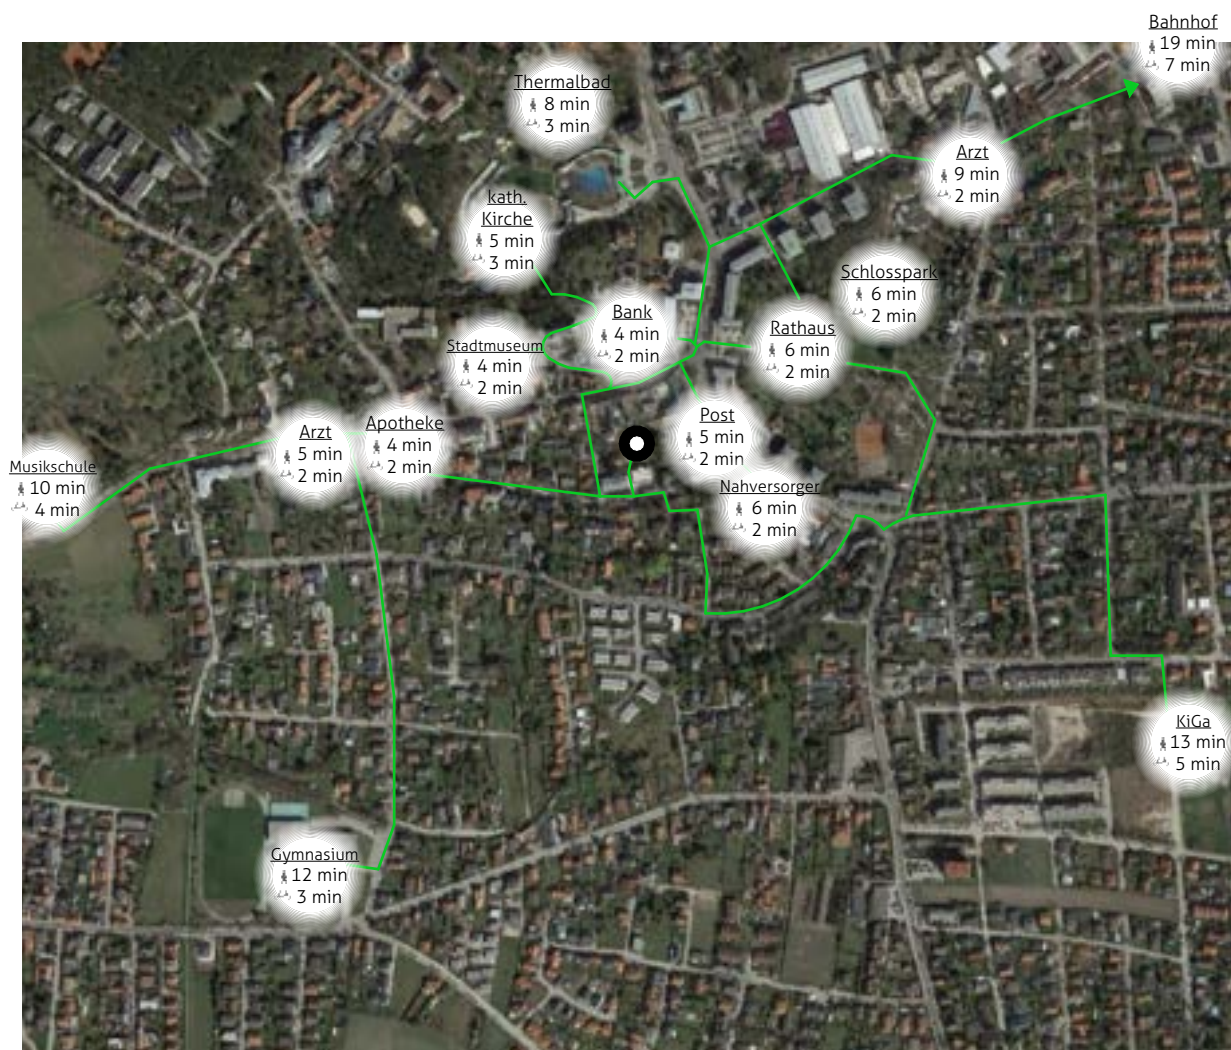 Bahnhof
19 min
7 min
Thermalbad
8 min
3 min
Arzt
9 min
2 min
kath.
Kirche
5 min
3 min
Schlosspark
6 min
2 min
Bank
4 min
2 min
Rathaus
6 min
2 min
Stadtmuseum
4 min
2 min
Post
5 min
2 min
Apotheke
4 min
2 min
Arzt
5 min
2 min
Musikschule
10 min
4 min
Nahversorger
6 min
2 min
KiGa
13 min
5 min
Gymnasium
12 min
3 min